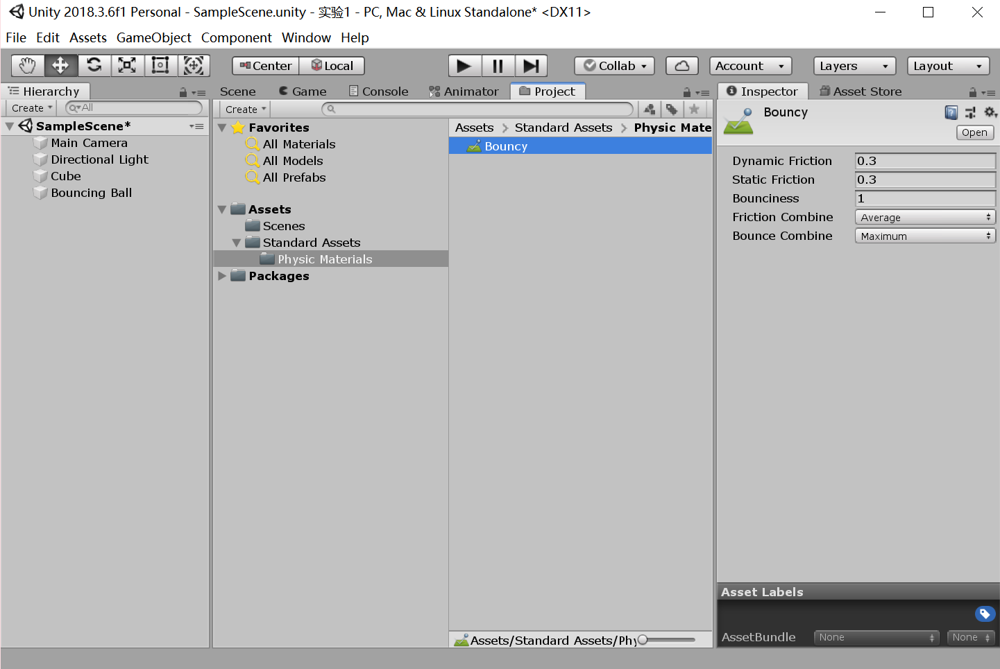 Unity 2018.3.6f1 Personal - SampleScene.unity - 实验1 - PC, Mac & Linux Standalone* <DX11>
File Edit Assets GameObject Component Window Help
Center Local Collab Account Layers Layout
Hierarchy
Create All
SampleScene*
Main Camera
Directional Light
Cube
Bouncing Ball
Scene Game Console Animator Project
Create
Favorites
All Materials
All Models
All Prefabs
Assets
Scenes
Standard Assets
Physic Materials
Packages
Assets > Standard Assets > Physic Mate
Bouncy
Assets/Standard Assets/Phy
Inspector Asset Store
Bouncy
Open
Dynamic Friction 0.3
Static Friction 0.3
Bounciness 1
Friction Combine Average
Bounce Combine Maximum
Asset Labels
AssetBundle None None